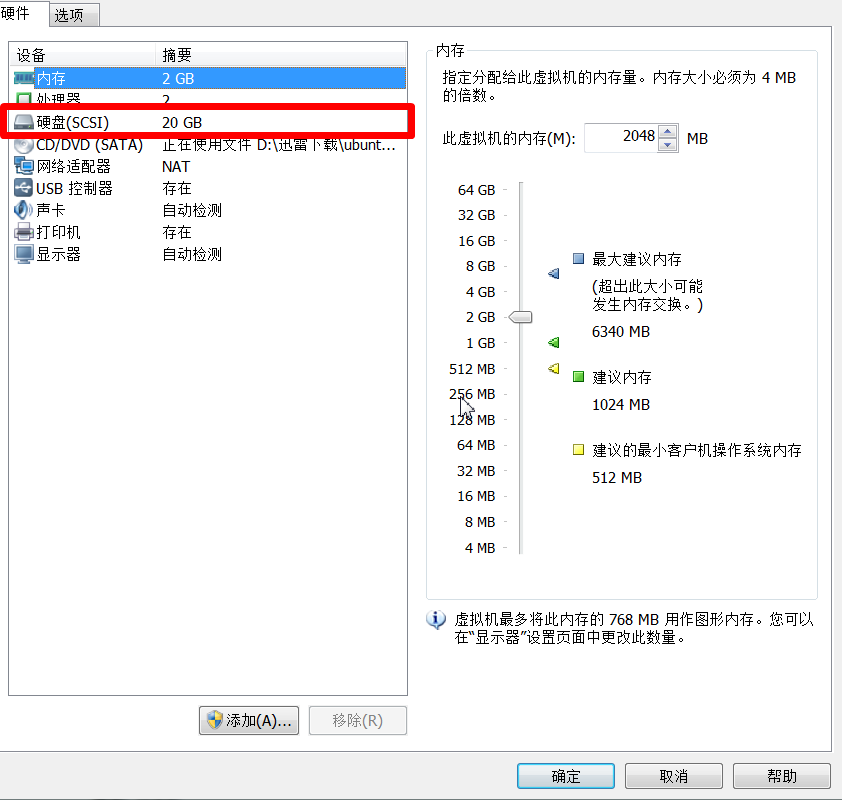 硬件 选项
设备 摘要
内存 2 GB
处理器 2
硬盘(SCSI) 20 GB
CD/DVD (SATA) 正在使用文件 D:\迅雷下载\ubunt...
网络适配器 NAT
USB 控制器 存在
声卡 自动检测
打印机 存在
显示器 自动检测
添加(A)... 移除(R)
内存
指定分配给此虚拟机的内存量。内存大小必须为 4 MB
的倍数。
此虚拟机的内存(M): 2048 MB
64 GB
32 GB
16 GB
8 GB
4 GB
2 GB
1 GB
512 MB
256 MB
128 MB
64 MB
32 MB
16 MB
8 MB
4 MB
最大建议内存
(超出此大小可能
发生内存交换。)
6340 MB
建议内存
1024 MB
建议的最小客户机操作系统内存
512 MB
虚拟机最多将此内存的 768 MB 用作图形内存。您可以
在“显示器”设置页面中更改此数量。
确定 取消 帮助